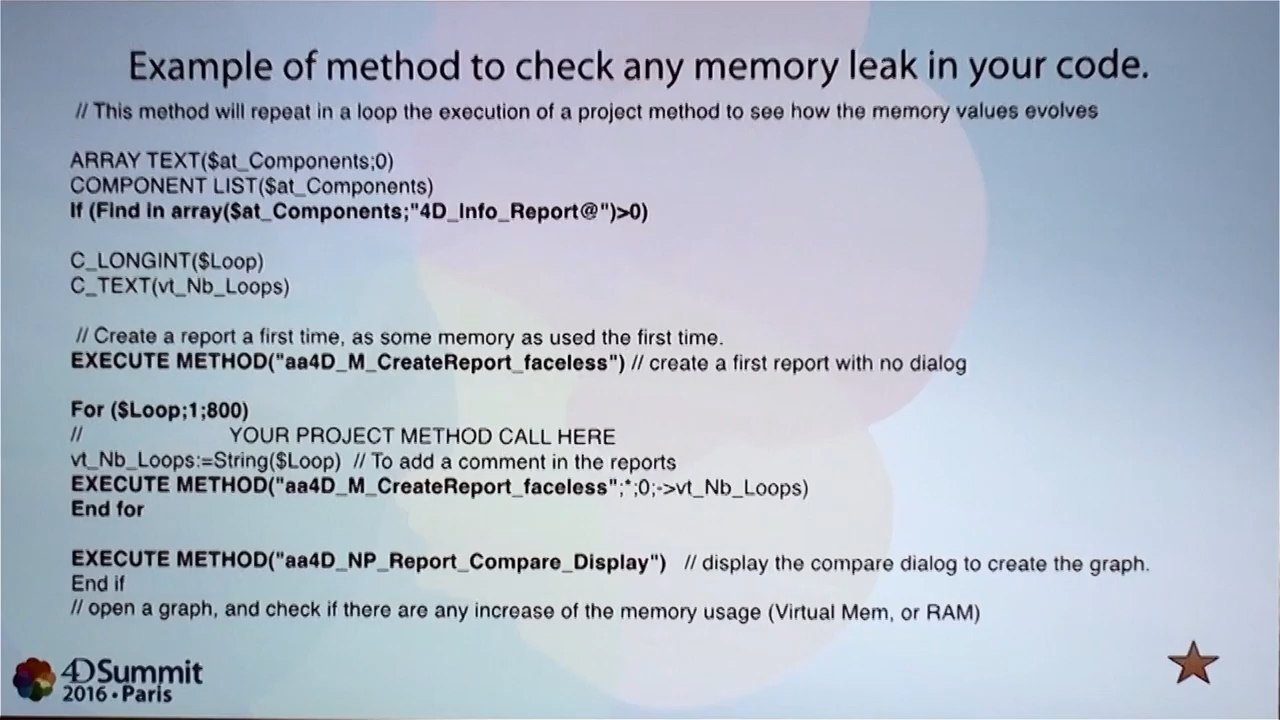 Example of method to check any memory leak in your code.
// This method will repeat in a loop the execution of a project method to see how the memory values evolves
ARRAY TEXT($at_Components;0)
COMPONENT LIST($at_Components)
If (Find in array($at_Components;"4D_Info_Report@")>0)
C_LONGINT($Loop)
C_TEXT(vt_Nb_Loops)
// Create a report a first time, as some memory as used the first time.
EXECUTE METHOD("aa4D_M_CreateReport_faceless") // create a first report with no dialog
For ($Loop;1;800)
// YOUR PROJECT METHOD CALL HERE
vt_Nb_Loops:=String($Loop) // To add a comment in the reports
EXECUTE METHOD("aa4D_M_CreateReport_faceless";*;0;->vt_Nb_Loops)
End for
EXECUTE METHOD("aa4D_NP_Report_Compare_Display") // display the compare dialog to create the graph.
End if
// open a graph, and check if there are any increase of the memory usage (Virtual Mem, or RAM)
4D Summit
2016 • Paris